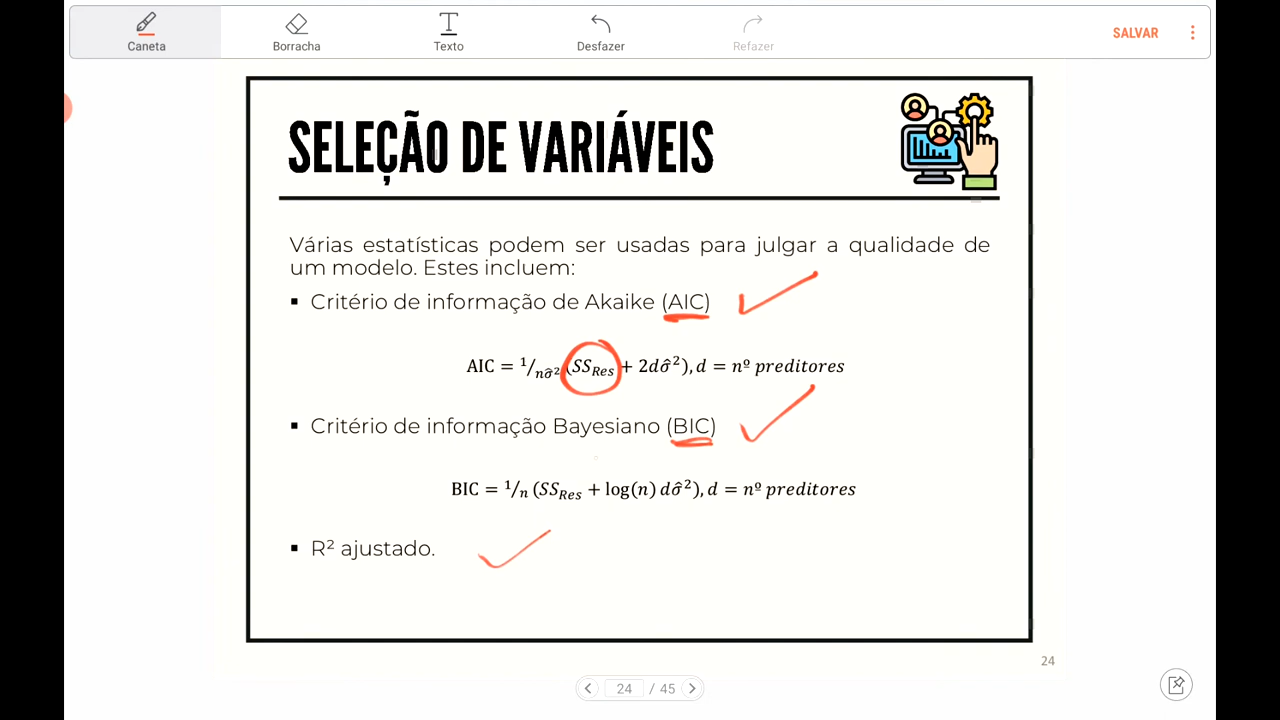 Caneta
Borracha
Texto
Desfazer
Refazer
SALVAR
SELEÇÃO DE VARIÁVEIS
Várias estatísticas podem ser usadas para julgar a qualidade de
um modelo. Estes incluem:
▪ Critério de informação de Akaike (AIC)
AIC = ¹/nσ̂² (SS_Res + 2dσ̂²), d = nº preditores
▪ Critério de informação Bayesiano (BIC)
BIC = ¹/n (SS_Res + log(n) dσ̂²), d = nº preditores
▪ R² ajustado.
24
24 / 45